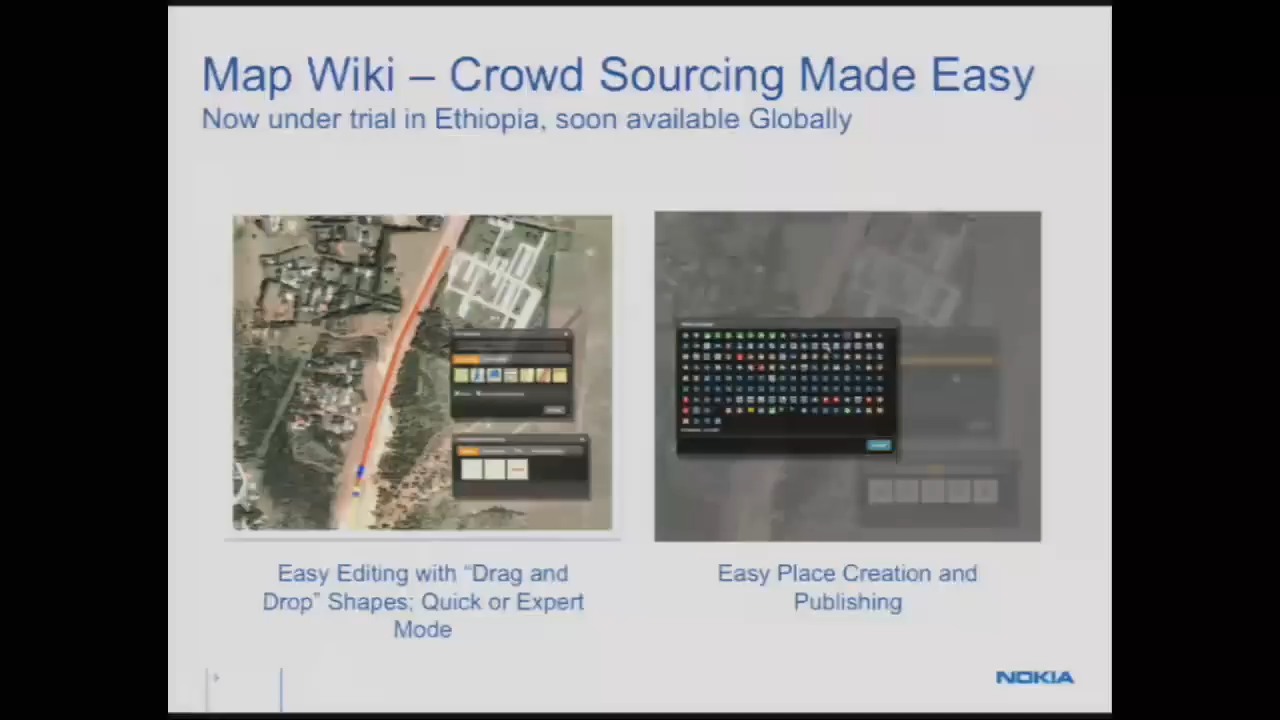 Map Wiki – Crowd Sourcing Made Easy
Now under trial in Ethiopia, soon available Globally
Easy Editing with “Drag and
Drop” Shapes; Quick or Expert
Mode
Easy Place Creation and
Publishing
NOKIA